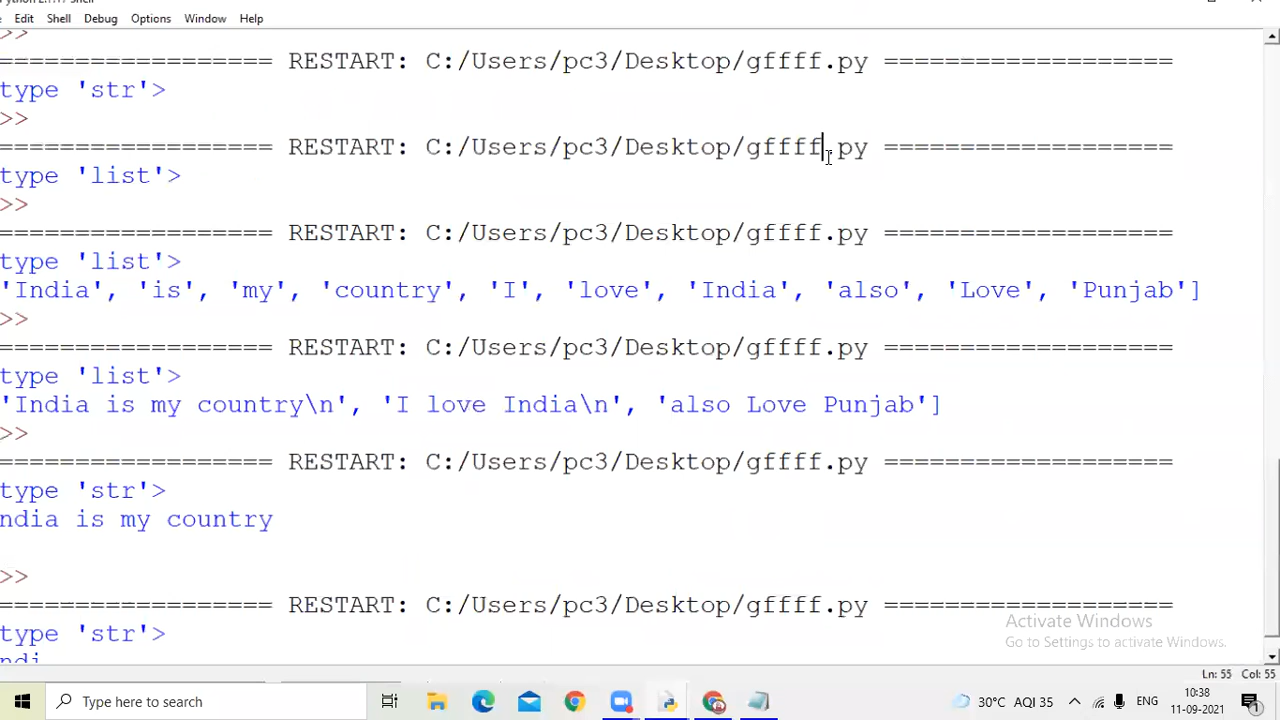 Edit Shell Debug Options Window Help
>>
================== RESTART: C:/Users/pc3/Desktop/gffff.py ===================
type 'str'>
>>
================== RESTART: C:/Users/pc3/Desktop/gffff.py ===================
type 'list'>
>>
================== RESTART: C:/Users/pc3/Desktop/gffff.py ===================
type 'list'>
'India', 'is', 'my', 'country', 'I', 'love', 'India', 'also', 'Love', 'Punjab']
>>
================== RESTART: C:/Users/pc3/Desktop/gffff.py ===================
type 'list'>
'India is my country\n', 'I love India\n', 'also Love Punjab']
>>
================== RESTART: C:/Users/pc3/Desktop/gffff.py ===================
type 'str'>
ndia is my country
>>
================== RESTART: C:/Users/pc3/Desktop/gffff.py ===================
type 'str'>
ndi
Activate Windows
Go to Settings to activate Windows.
Ln: 55 Col: 55
Type here to search
30°C AQI 35
ENG
10:38
11-09-2021
1